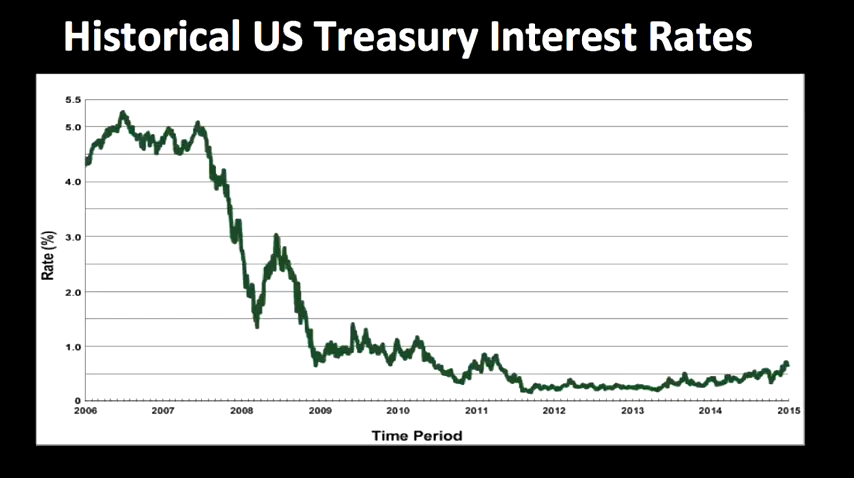 Historical US Treasury Interest Rates
5.5
5.0
4.0
3.0
2.0
1.0
0
Rate (%)
2006 2007 2008 2009 2010 2011 2012 2013 2014 2015
Time Period